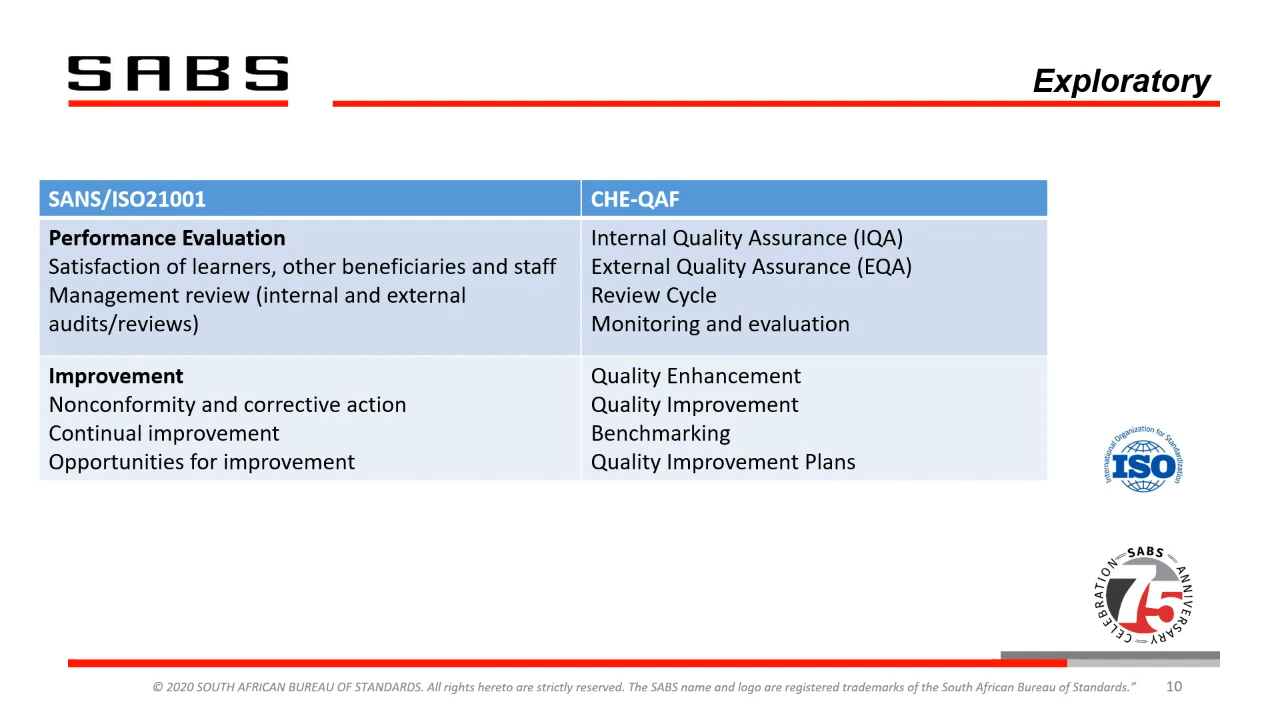 SABS
Exploratory
SANS/ISO21001
CHE-QAF
Performance Evaluation
Satisfaction of learners, other beneficiaries and staff
Management review (internal and external
audits/reviews)
Internal Quality Assurance (IQA)
External Quality Assurance (EQA)
Review Cycle
Monitoring and evaluation
Improvement
Nonconformity and corrective action
Continual improvement
Opportunities for improvement
Quality Enhancement
Quality Improvement
Benchmarking
Quality Improvement Plans
International Organization for Standardization
ISO
SABS
75
ANNIVERSARY
CELEBRATION
© 2020 SOUTH AFRICAN BUREAU OF STANDARDS. All rights hereto are strictly reserved. The SABS name and logo are registered trademarks of the South African Bureau of Standards.”
10